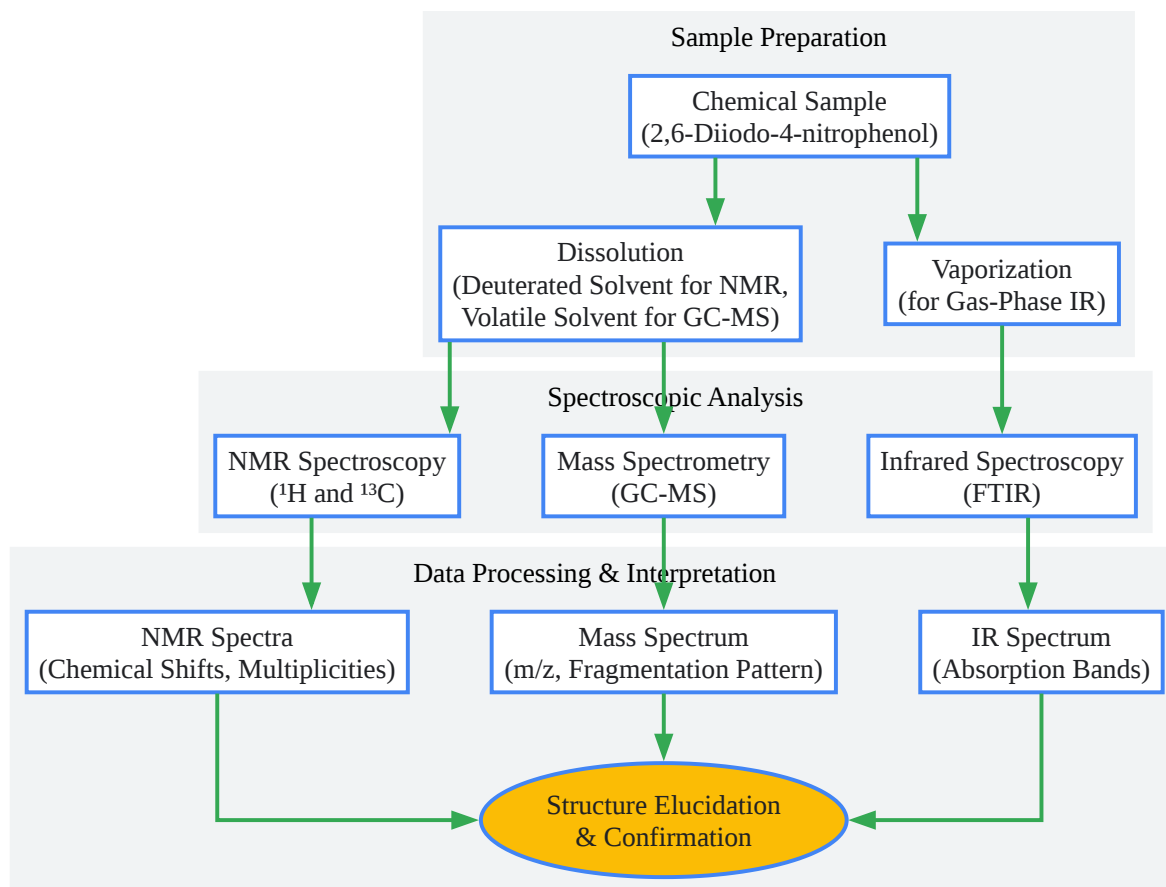 Sample Preparation
Chemical Sample
(2,6-Diiodo-4-nitrophenol)
Dissolution
(Deuterated Solvent for NMR,
Volatile Solvent for GC-MS)
Vaporization
(for Gas-Phase IR)
Spectroscopic Analysis
NMR Spectroscopy
(¹H and ¹³C)
Mass Spectrometry
(GC-MS)
Infrared Spectroscopy
(FTIR)
Data Processing & Interpretation
NMR Spectra
(Chemical Shifts, Multiplicities)
Mass Spectrum
(m/z, Fragmentation Pattern)
IR Spectrum
(Absorption Bands)
Structure Elucidation
& Confirmation